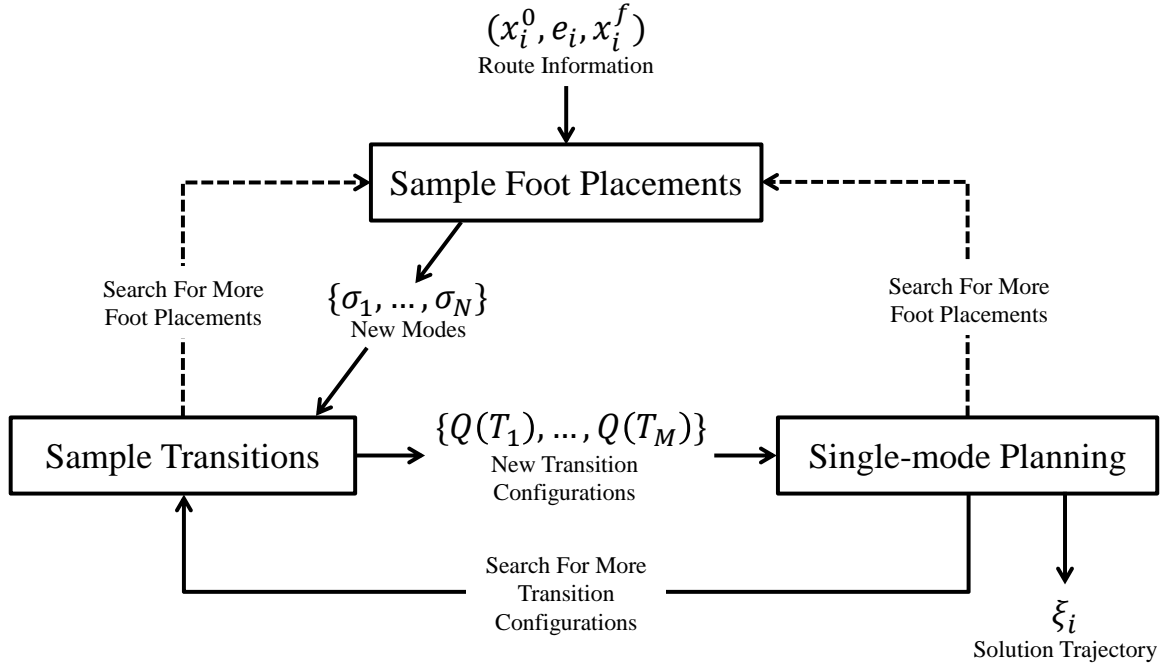 (x_i^0, e_i, x_i^f)
Route Information
Sample Foot Placements
Search For More
Foot Placements
{σ_1, …, σ_N}
New Modes
Search For More
Foot Placements
Sample Transitions
{Q(T_1), …, Q(T_M)}
New Transition
Configurations
Single-mode Planning
Search For More
Transition
Configurations
ξ_i
Solution Trajectory